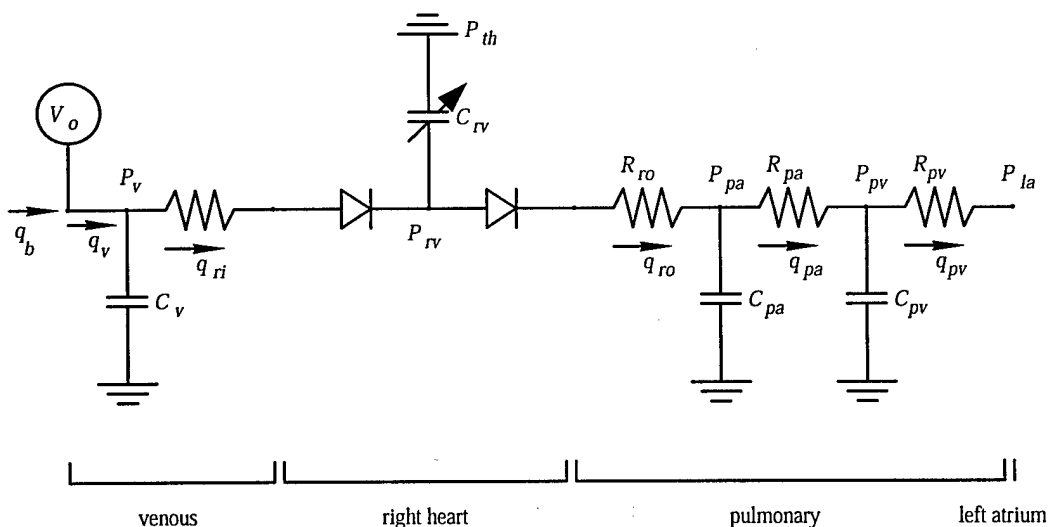 P_th
V_o
C_rv
P_v
R_ro
P_pa
R_pa
P_pv
R_pv
P_la
q_b
q_v
q_ri
P_rv
q_ro
q_pa
q_pv
C_v
C_pa
C_pv
venous
right heart
pulmonary
left atrium